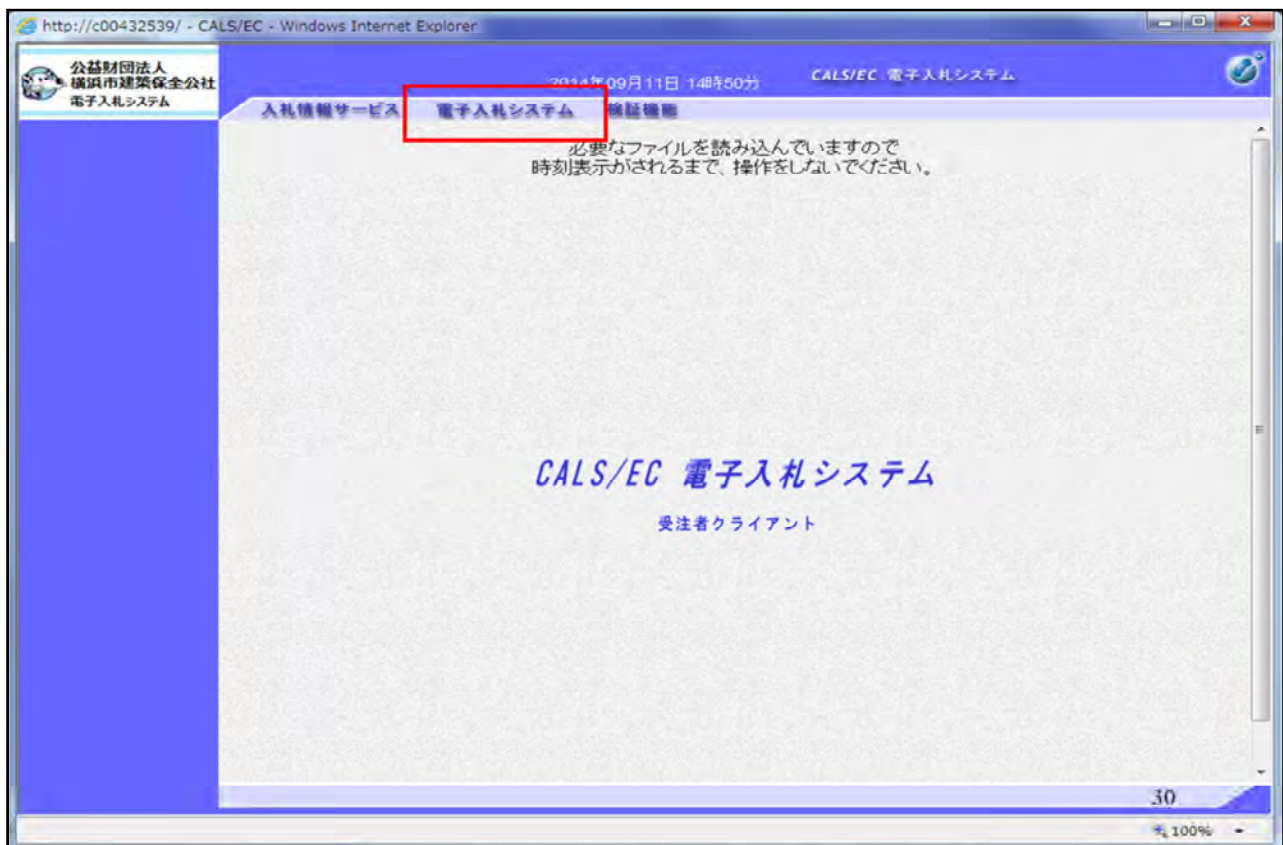 http://c00432539/ - CALS/EC - Windows Internet Explorer
公益財団法人
横浜市建築保全公社
電子入札システム
2014年09月11日 14時50分
CALS/EC 電子入札システム
入札情報サービス 電子入札システム 検証機能
必要なファイルを読み込んでいますので
時刻表示がされるまで、操作をしないでください。
CALS/EC 電子入札システム
受注者クライアント
30
100%